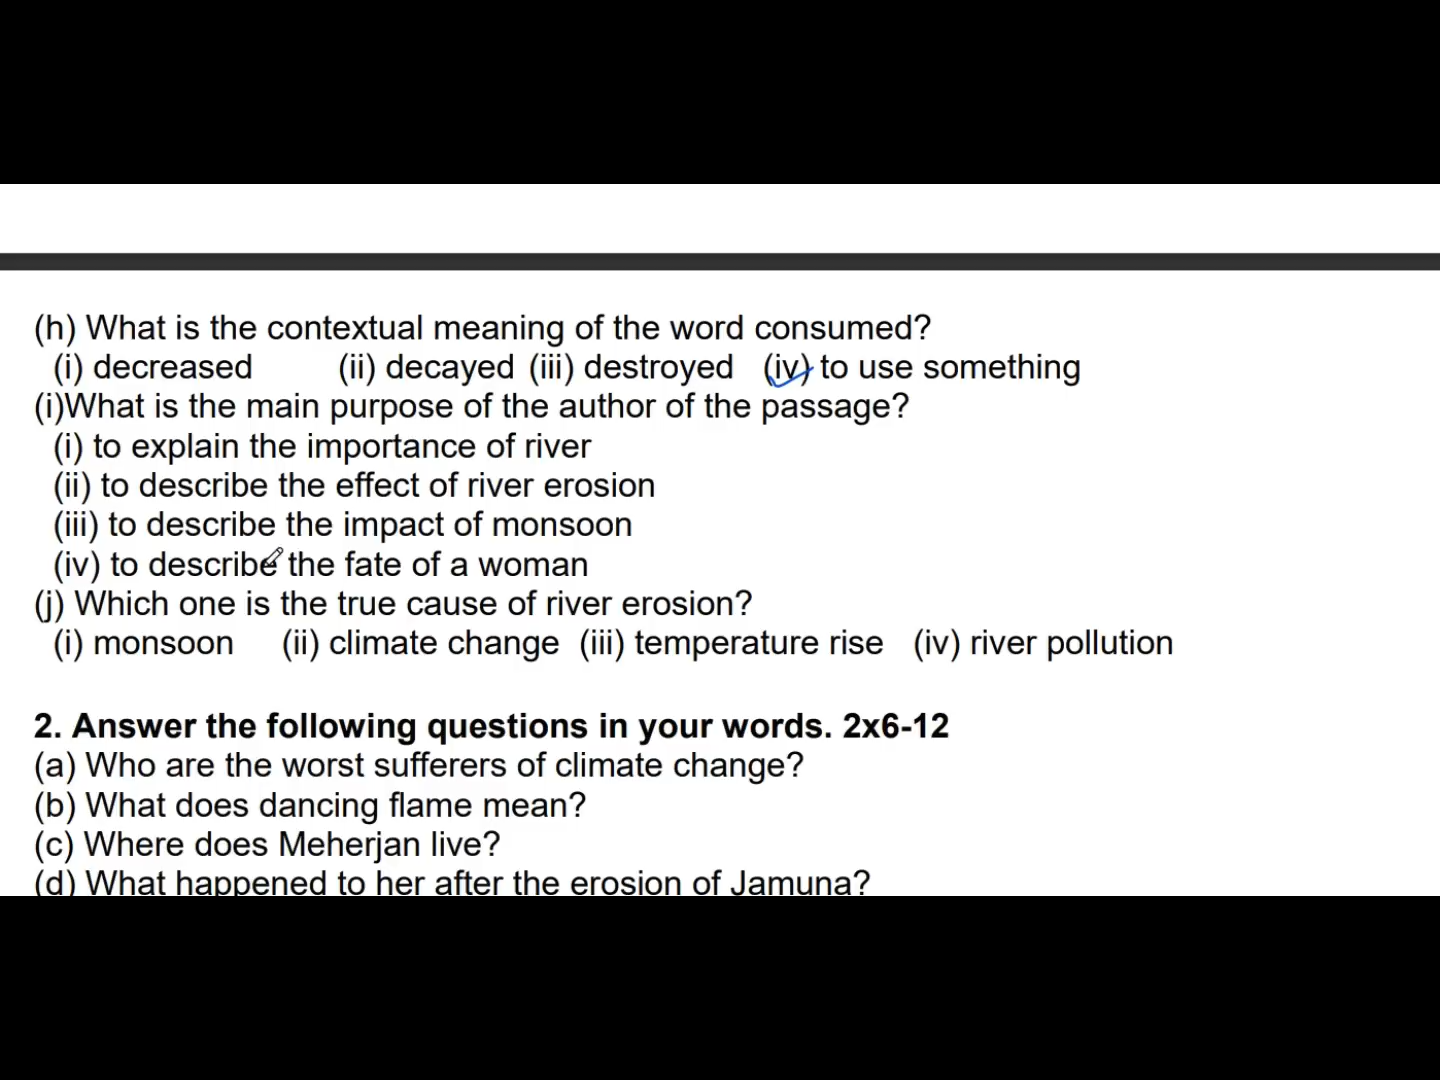 (h) What is the contextual meaning of the word consumed?
(i) decreased (ii) decayed (iii) destroyed (iv) to use something
(i)What is the main purpose of the author of the passage?
(i) to explain the importance of river
(ii) to describe the effect of river erosion
(iii) to describe the impact of monsoon
(iv) to describe the fate of a woman
(j) Which one is the true cause of river erosion?
(i) monsoon (ii) climate change (iii) temperature rise (iv) river pollution
2. Answer the following questions in your words. 2x6-12
(a) Who are the worst sufferers of climate change?
(b) What does dancing flame mean?
(c) Where does Meherjan live?
(d) What happened to her after the erosion of Jamuna?